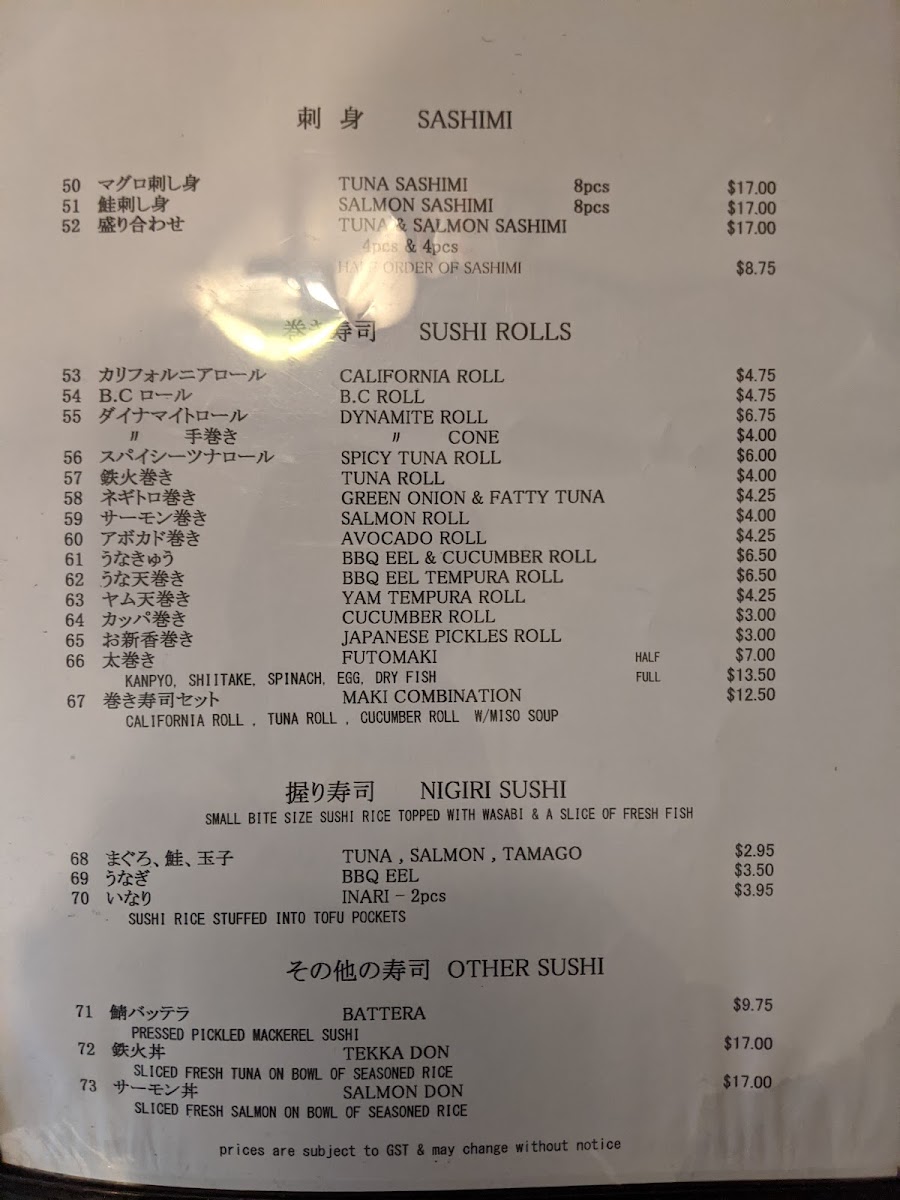 刺 身 SASHIMI
50 マグロ刺し身 TUNA SASHIMI 8pcs $17.00
51 鮭刺し身 SALMON SASHIMI 8pcs $17.00
52 盛り合わせ TUNA & SALMON SASHIMI $17.00
4pcs & 4pcs
HALF ORDER OF SASHIMI $8.75
巻き寿司 SUSHI ROLLS
53 カリフォルニアロール CALIFORNIA ROLL $4.75
54 B.C ロール B.C ROLL $4.75
55 ダイナマイトロール DYNAMITE ROLL $6.75
〃 手巻き 〃 CONE $4.00
56 スパイシーツナロール SPICY TUNA ROLL $6.00
57 鉄火巻き TUNA ROLL $4.00
58 ネギトロ巻き GREEN ONION & FATTY TUNA $4.25
59 サーモン巻き SALMON ROLL $4.00
60 アボカド巻き AVOCADO ROLL $4.25
61 うなきゅう BBQ EEL & CUCUMBER ROLL $6.50
62 うな天巻き BBQ EEL TEMPURA ROLL $6.50
63 ヤム天巻き YAM TEMPURA ROLL $4.25
64 カッパ巻き CUCUMBER ROLL $3.00
65 お新香巻き JAPANESE PICKLES ROLL $3.00
66 太巻き FUTOMAKI HALF $7.00
KANPYO, SHIITAKE, SPINACH, EGG, DRY FISH FULL $13.50
67 巻き寿司セット MAKI COMBINATION $12.50
CALIFORNIA ROLL , TUNA ROLL , CUCUMBER ROLL W/MISO SOUP
握り寿司 NIGIRI SUSHI
SMALL BITE SIZE SUSHI RICE TOPPED WITH WASABI & A SLICE OF FRESH FISH
68 まぐろ、鮭、玉子 TUNA , SALMON , TAMAGO $2.95
69 うなぎ BBQ EEL $3.50
70 いなり INARI - 2pcs $3.95
SUSHI RICE STUFFED INTO TOFU POCKETS
その他の寿司 OTHER SUSHI
71 鯖バッテラ BATTERA $9.75
PRESSED PICKLED MACKEREL SUSHI
72 鉄火丼 TEKKA DON $17.00
SLICED FRESH TUNA ON BOWL OF SEASONED RICE
73 サーモン丼 SALMON DON $17.00
SLICED FRESH SALMON ON BOWL OF SEASONED RICE
prices are subject to GST & may change without notice